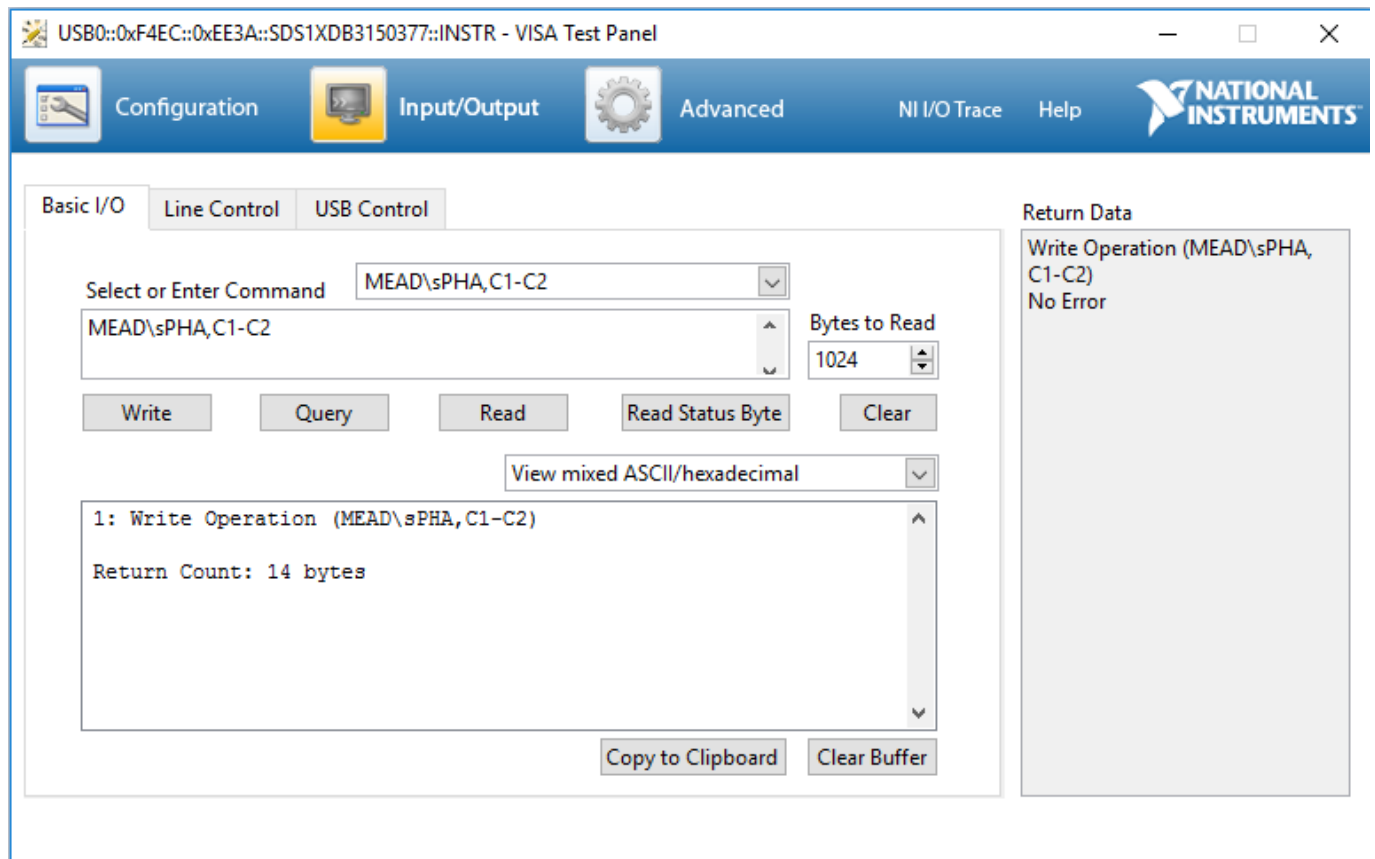 USB0::0xF4EC::0xEE3A::SDS1XDB3150377::INSTR - VISA Test Panel
Configuration
Input/Output
Advanced
NI I/O Trace
Help
NATIONAL
INSTRUMENTS
Basic I/O
Line Control
USB Control
Select or Enter Command
MEAD\sPHA,C1-C2
MEAD\sPHA,C1-C2
Bytes to Read
1024
Write
Query
Read
Read Status Byte
Clear
View mixed ASCII/hexadecimal
1: Write Operation (MEAD\sPHA,C1-C2)
Return Count: 14 bytes
Copy to Clipboard
Clear Buffer
Return Data
Write Operation (MEAD\sPHA,
C1-C2)
No Error